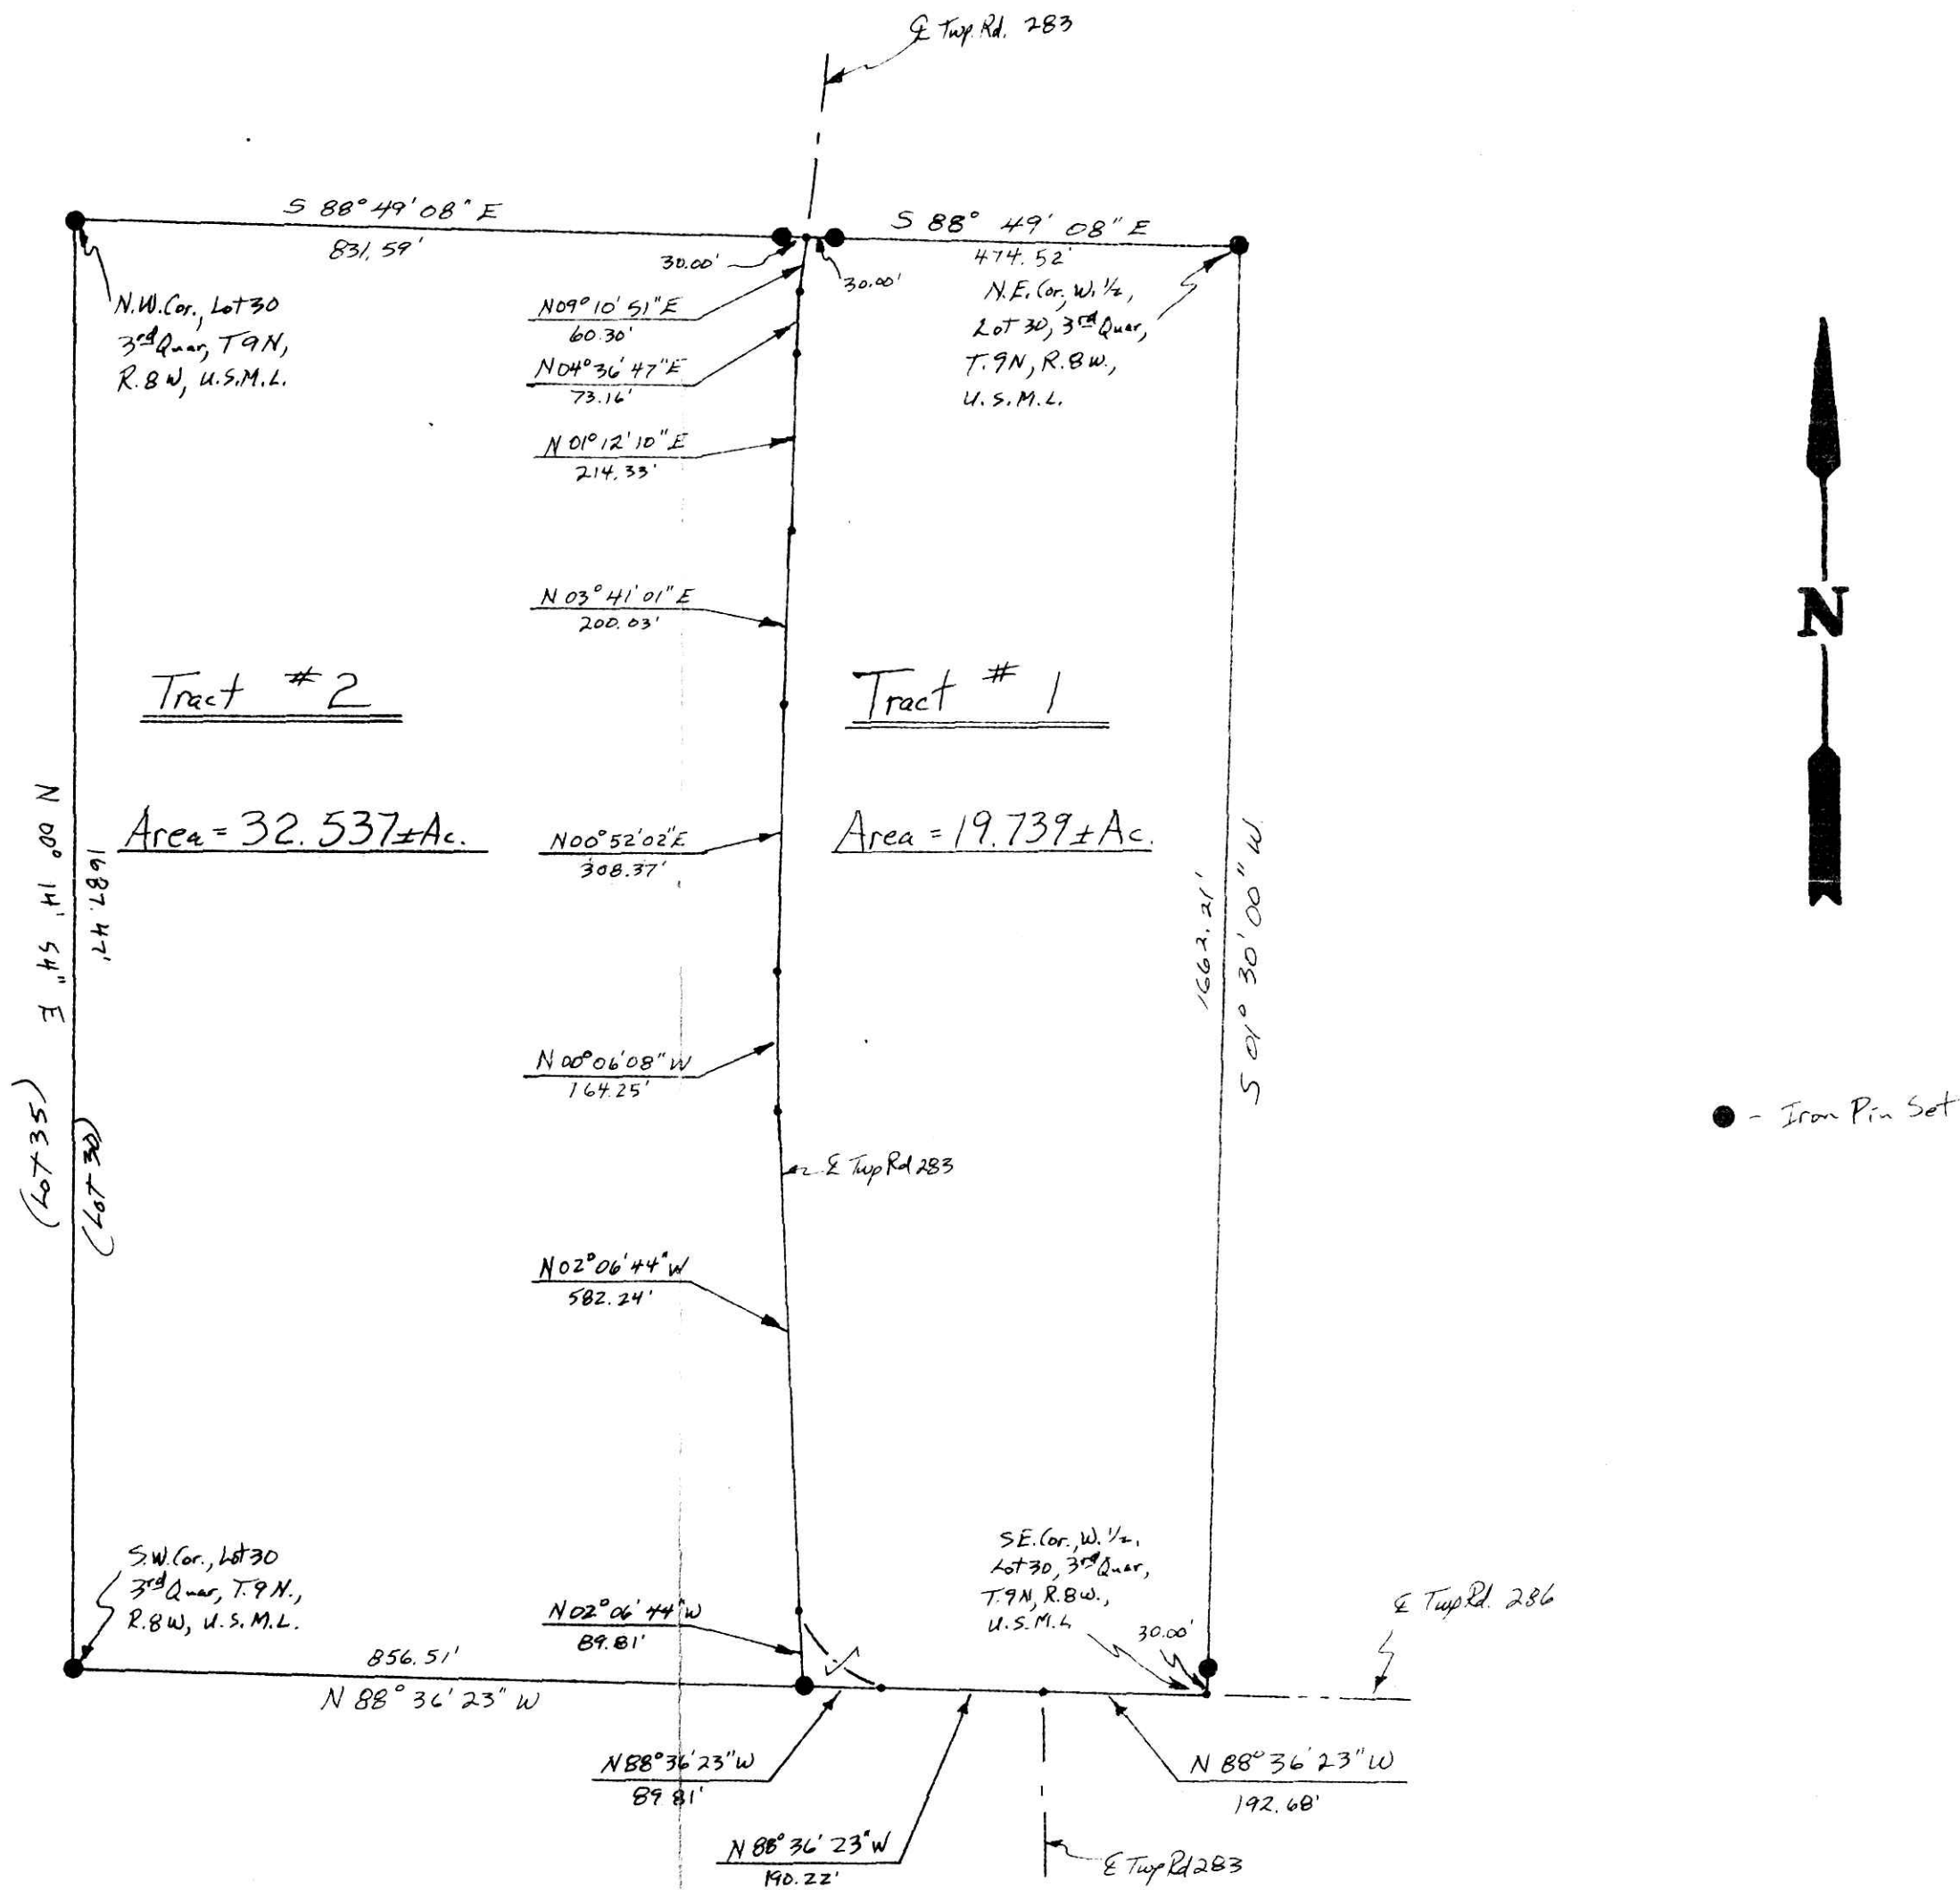 ℄ Twp. Rd. 283
S 88° 49' 08" E
831.59'
S 88° 49' 08" E
474.52'
30.00'
30.00'
N.W. Cor., Lot 30
3rd Quar, T9N,
R.8W, U.S.M.L.
N.E. Cor, W. 1/2,
Lot 30, 3rd Quar,
T.9N, R.8W.,
U.S.M.L.
N09° 10' 51" E
60.30'
N04° 36' 47" E
73.16'
N 01° 12' 10" E
214.33'
N 03° 41' 01" E
200.03'
N
Tract # 2
Tract # 1
Area = 32.537±Ac.
Area = 19.739±Ac.
N00° 52' 02" E
308.37'
N 00° 14' 54" E
1687.47'
1662.21'
S 01° 30' 00" W
N 00° 06' 08" W
164.25'
● - Iron Pin Set
(Lot 35)
(Lot 30)
℄ Twp Rd 283
N02° 06' 44" W
582.24'
S.W. Cor., Lot 30
3rd Quar, T.9N.,
R.8W, U.S.M.L.
SE. Cor., W. 1/2,
Lot 30, 3rd Quar,
T.9N, R.8W.,
U.S.M.L
30.00'
℄ Twp Rd. 286
N02° 06' 44" W
89.81'
856.51'
N 88° 36' 23" W
N88° 36' 23" W
89.81'
N 88° 36' 23" W
192.68'
N 88° 36' 23" W
190.22'
℄ Twp Rd 283